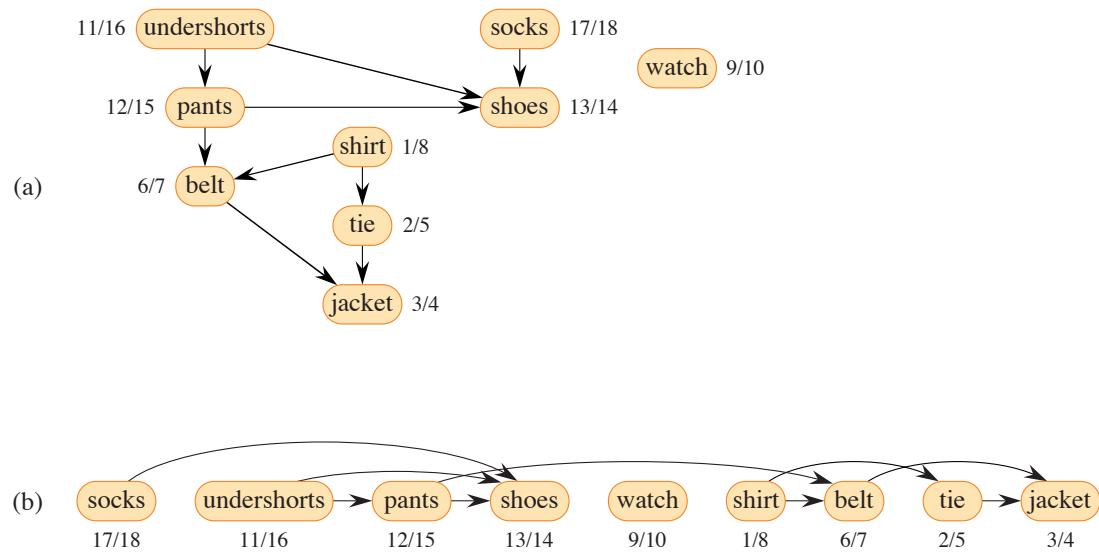 11/16 undershorts socks 17/18
watch 9/10
12/15 pants shoes 13/14
shirt 1/8
(a) 6/7 belt
tie 2/5
jacket 3/4
(b) socks undershorts pants shoes watch shirt belt tie jacket
17/18 11/16 12/15 13/14 9/10 1/8 6/7 2/5 3/4